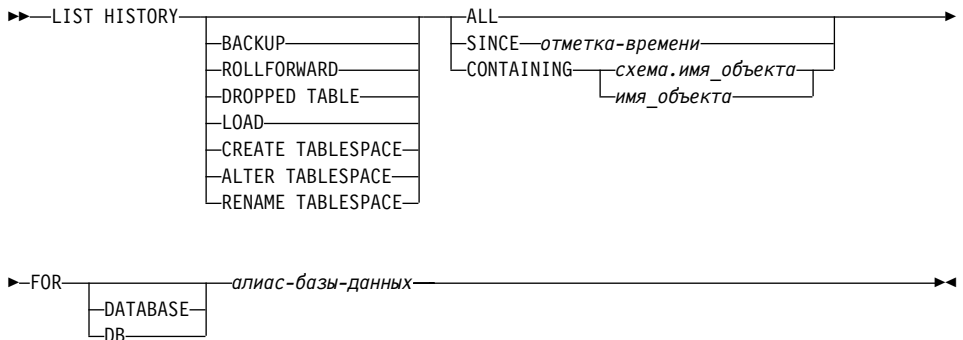 LIST HISTORY ALL
BACKUP SINCE отметка-времени
ROLLFORWARD CONTAINING схема.имя_объекта
DROPPED TABLE имя_объекта
LOAD
CREATE TABLESPACE
ALTER TABLESPACE
RENAME TABLESPACE
FOR алиас-базы-данных
DATABASE
DB